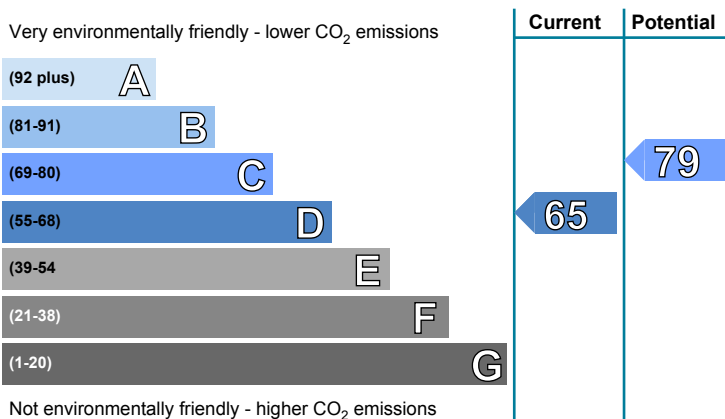 Very environmentally friendly - lower CO2 emissions
Current
Potential
(92 plus) A
(81-91) B
(69-80) C
79
(55-68) D
65
(39-54 E
(21-38) F
(1-20) G
Not environmentally friendly - higher CO2 emissions